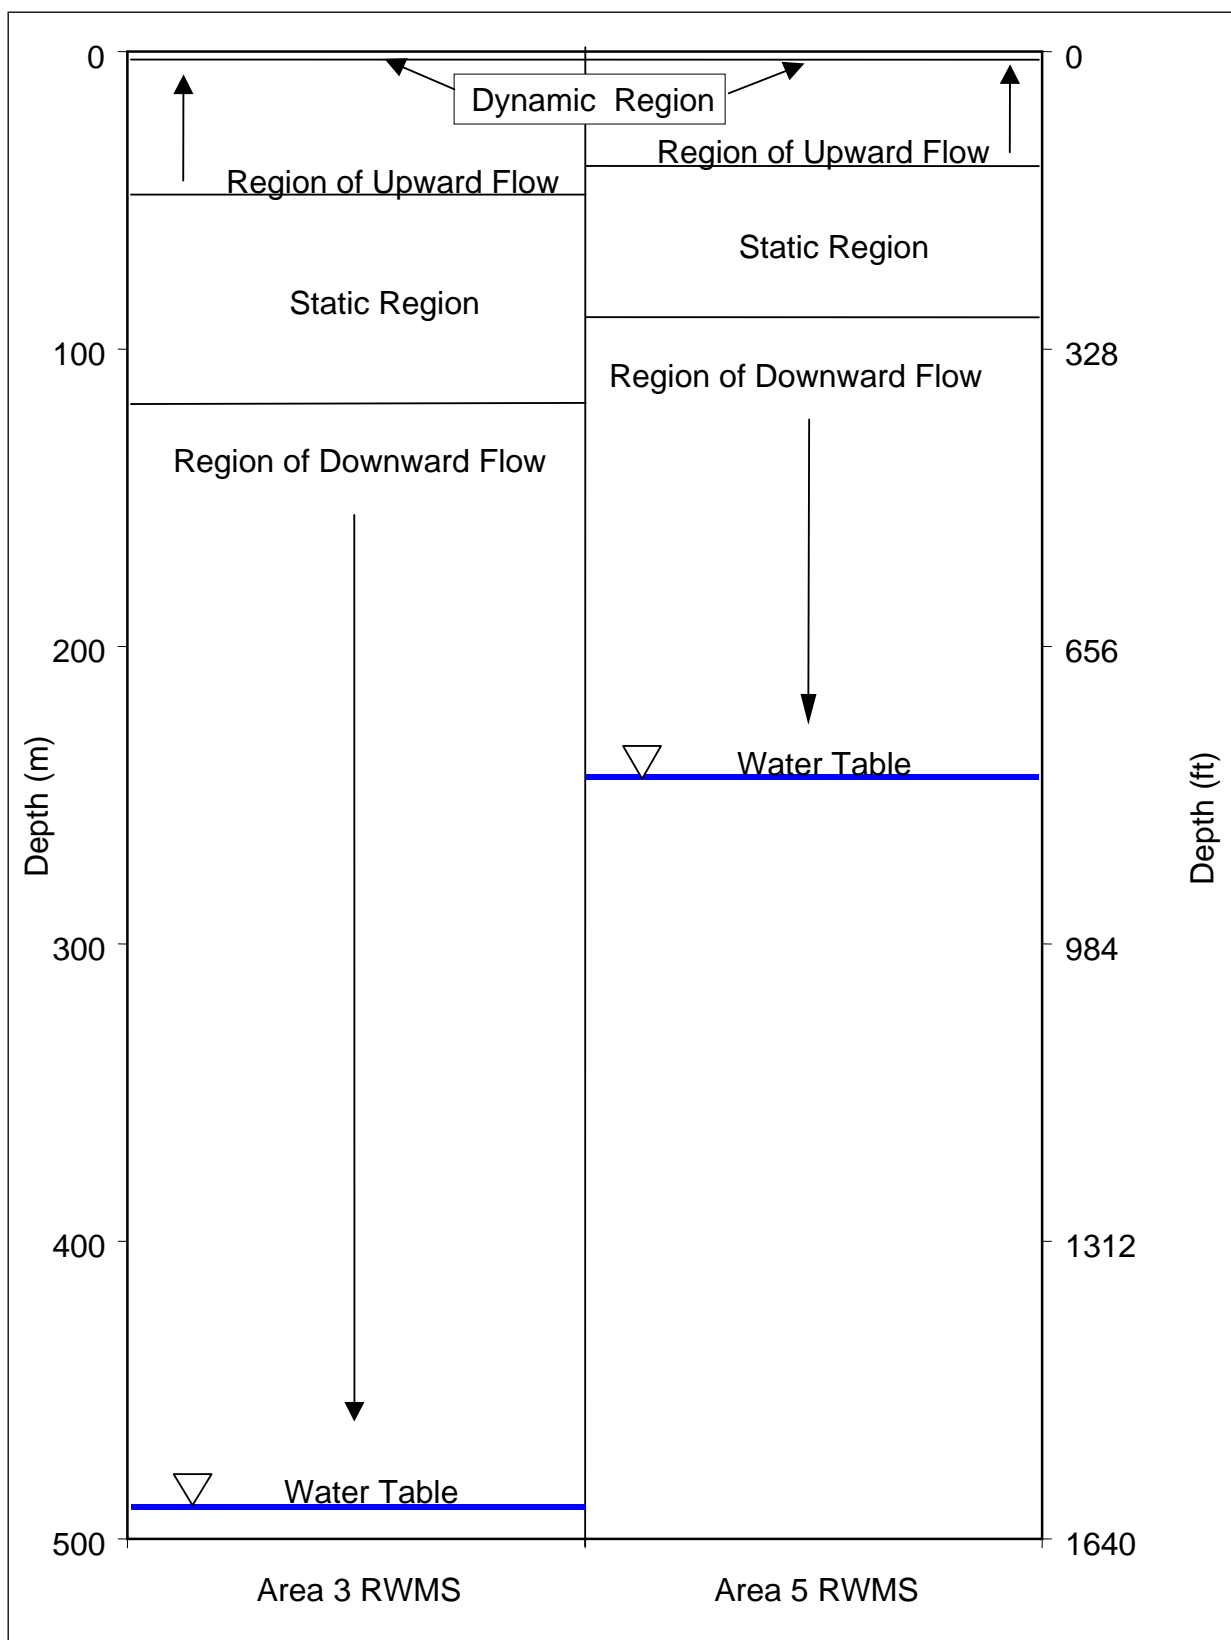 0
0
Dynamic Region
Region of Upward Flow
Region of Upward Flow
Static Region
Static Region
100
328
Region of Downward Flow
Region of Downward Flow
200
656
Depth (m)
Water Table
Depth (ft)
300
984
400
1312
Water Table
500
1640
Area 3 RWMS
Area 5 RWMS